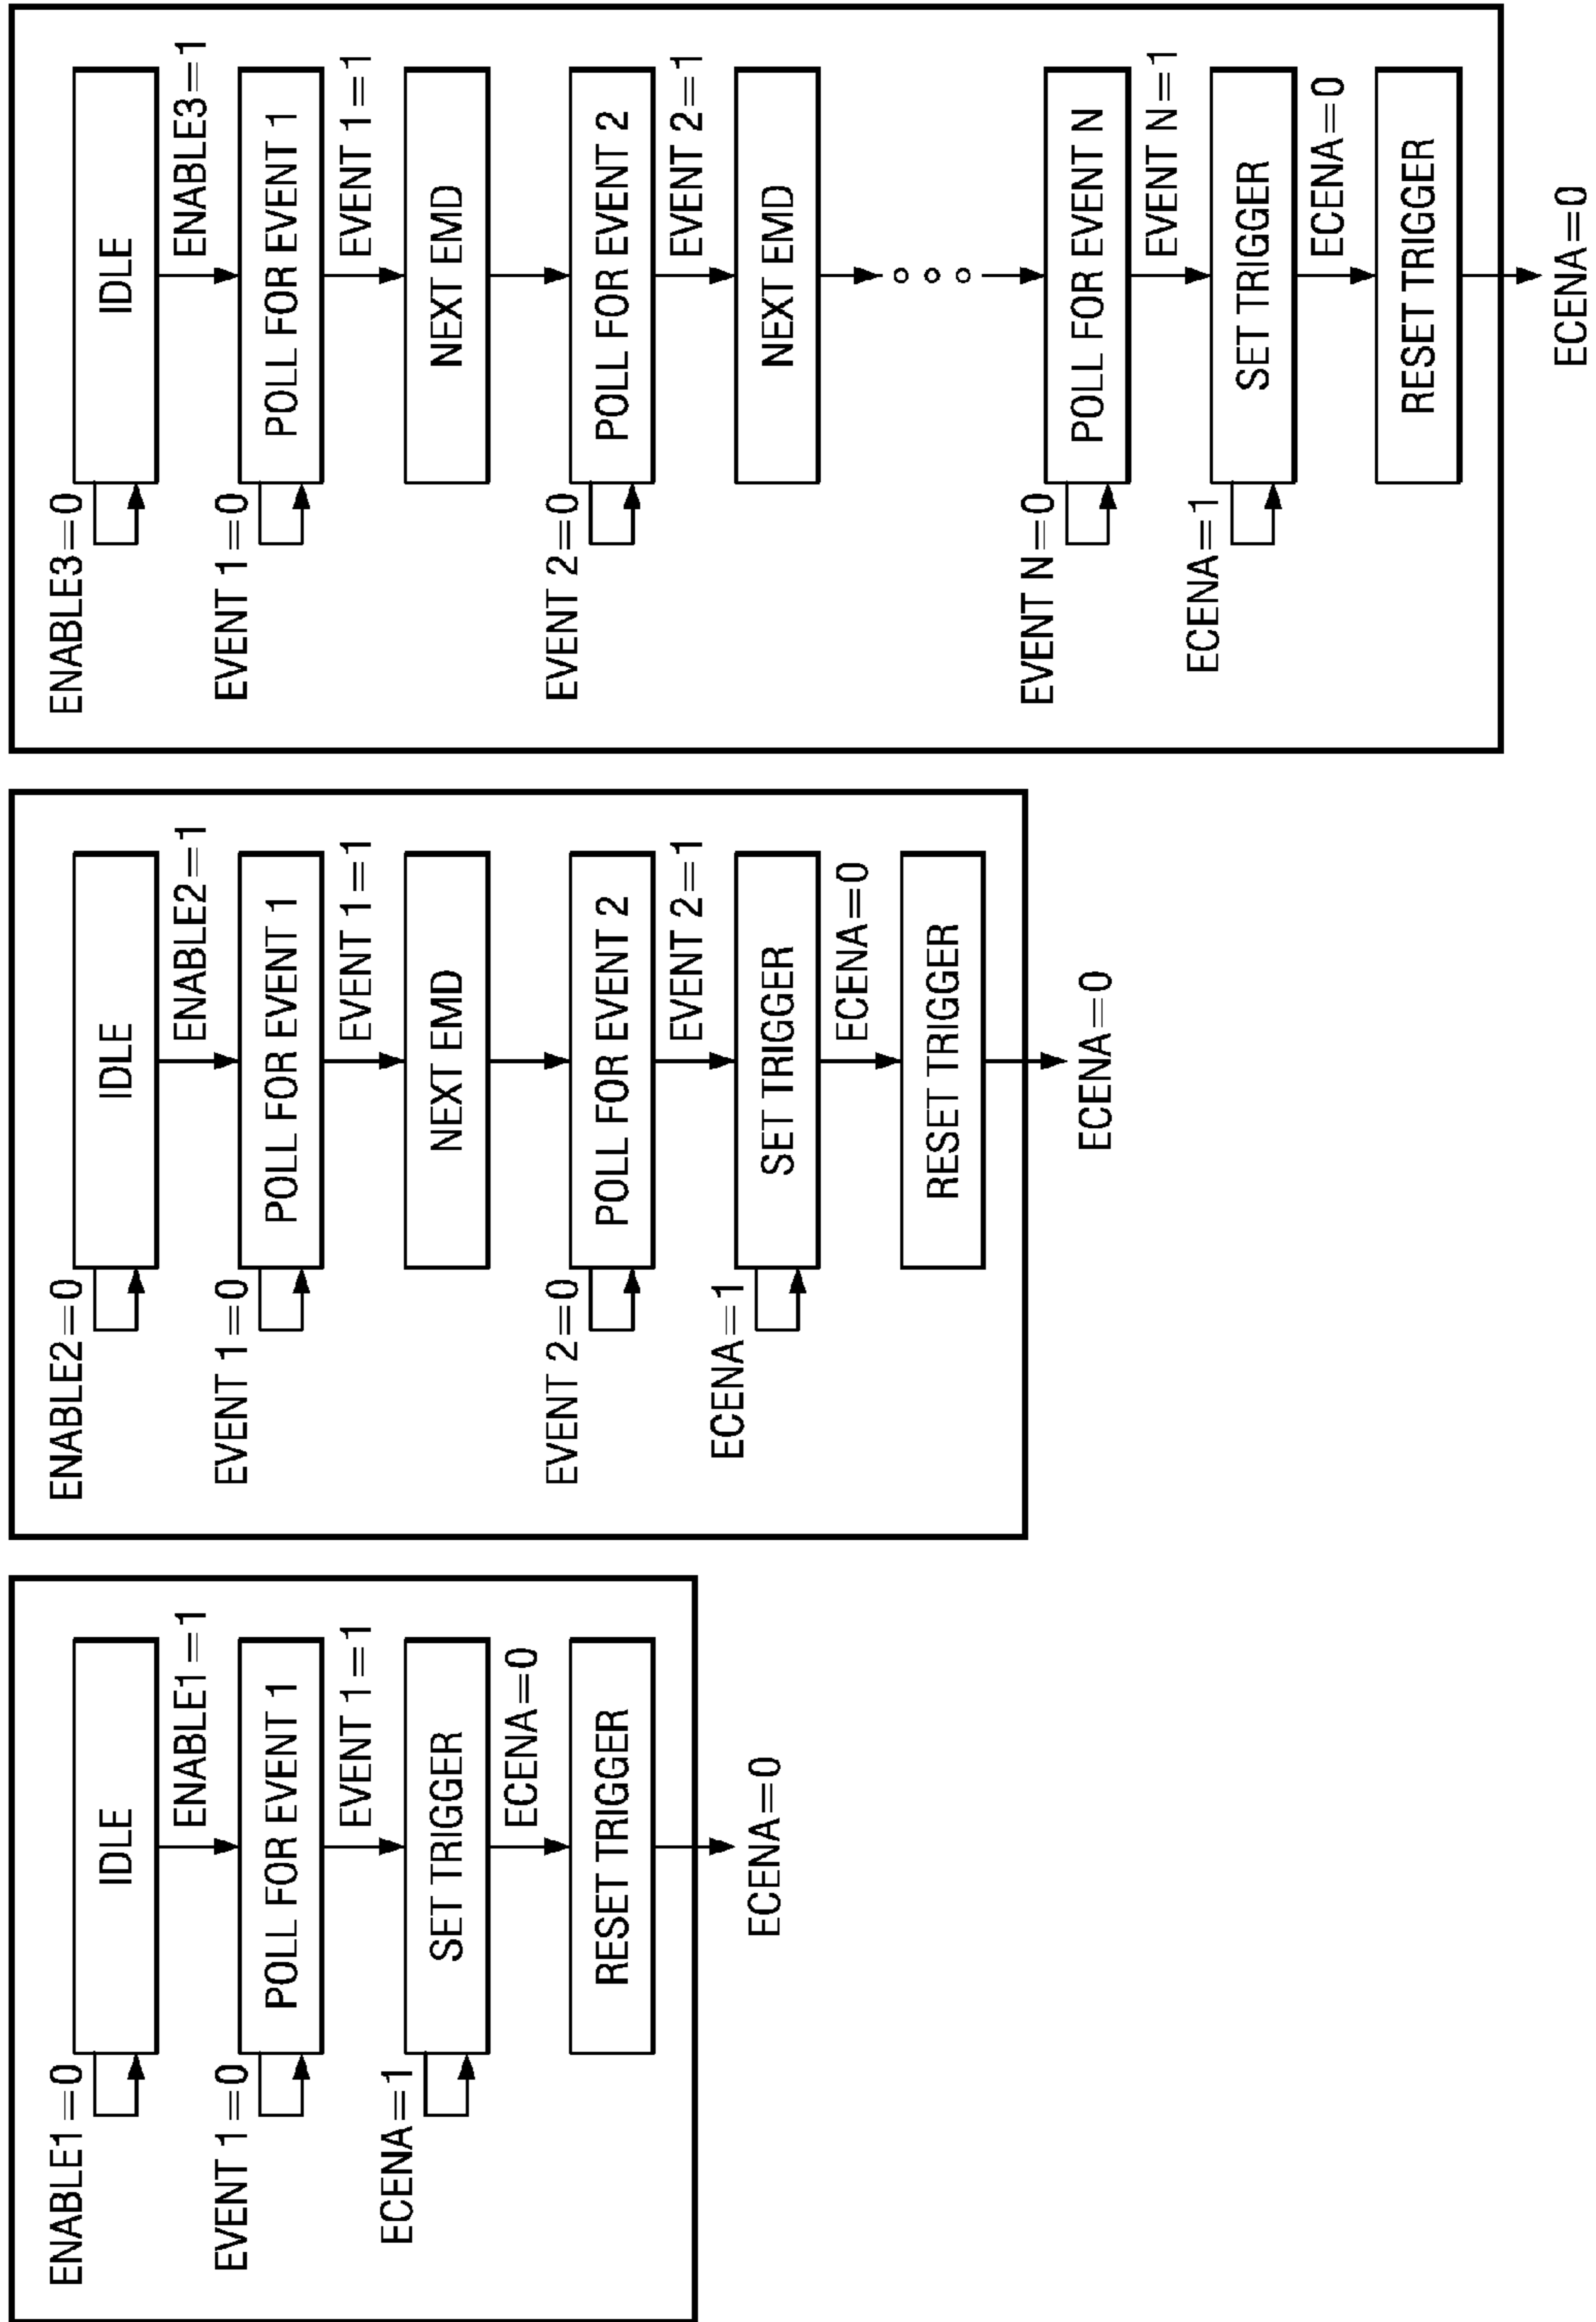 ENABLE1=0
IDLE
ENABLE1=1
EVENT 1=0
POLL FOR EVENT 1
EVENT 1=1
ECENA=1
SET TRIGGER
ECENA=0
RESET TRIGGER
ECENA=0
ENABLE2=0
IDLE
ENABLE2=1
EVENT 1=0
POLL FOR EVENT 1
EVENT 1=1
NEXT EMD
EVENT 2=0
POLL FOR EVENT 2
EVENT 2=1
ECENA=1
SET TRIGGER
ECENA=0
RESET TRIGGER
ECENA=0
ENABLE3=0
IDLE
ENABLE3=1
EVENT 1=0
POLL FOR EVENT 1
EVENT 1=1
NEXT EMD
EVENT 2=0
POLL FOR EVENT 2
EVENT 2=1
NEXT EMD
EVENT N=0
POLL FOR EVENT N
EVENT N=1
ECENA=1
SET TRIGGER
ECENA=0
RESET TRIGGER
ECENA=0